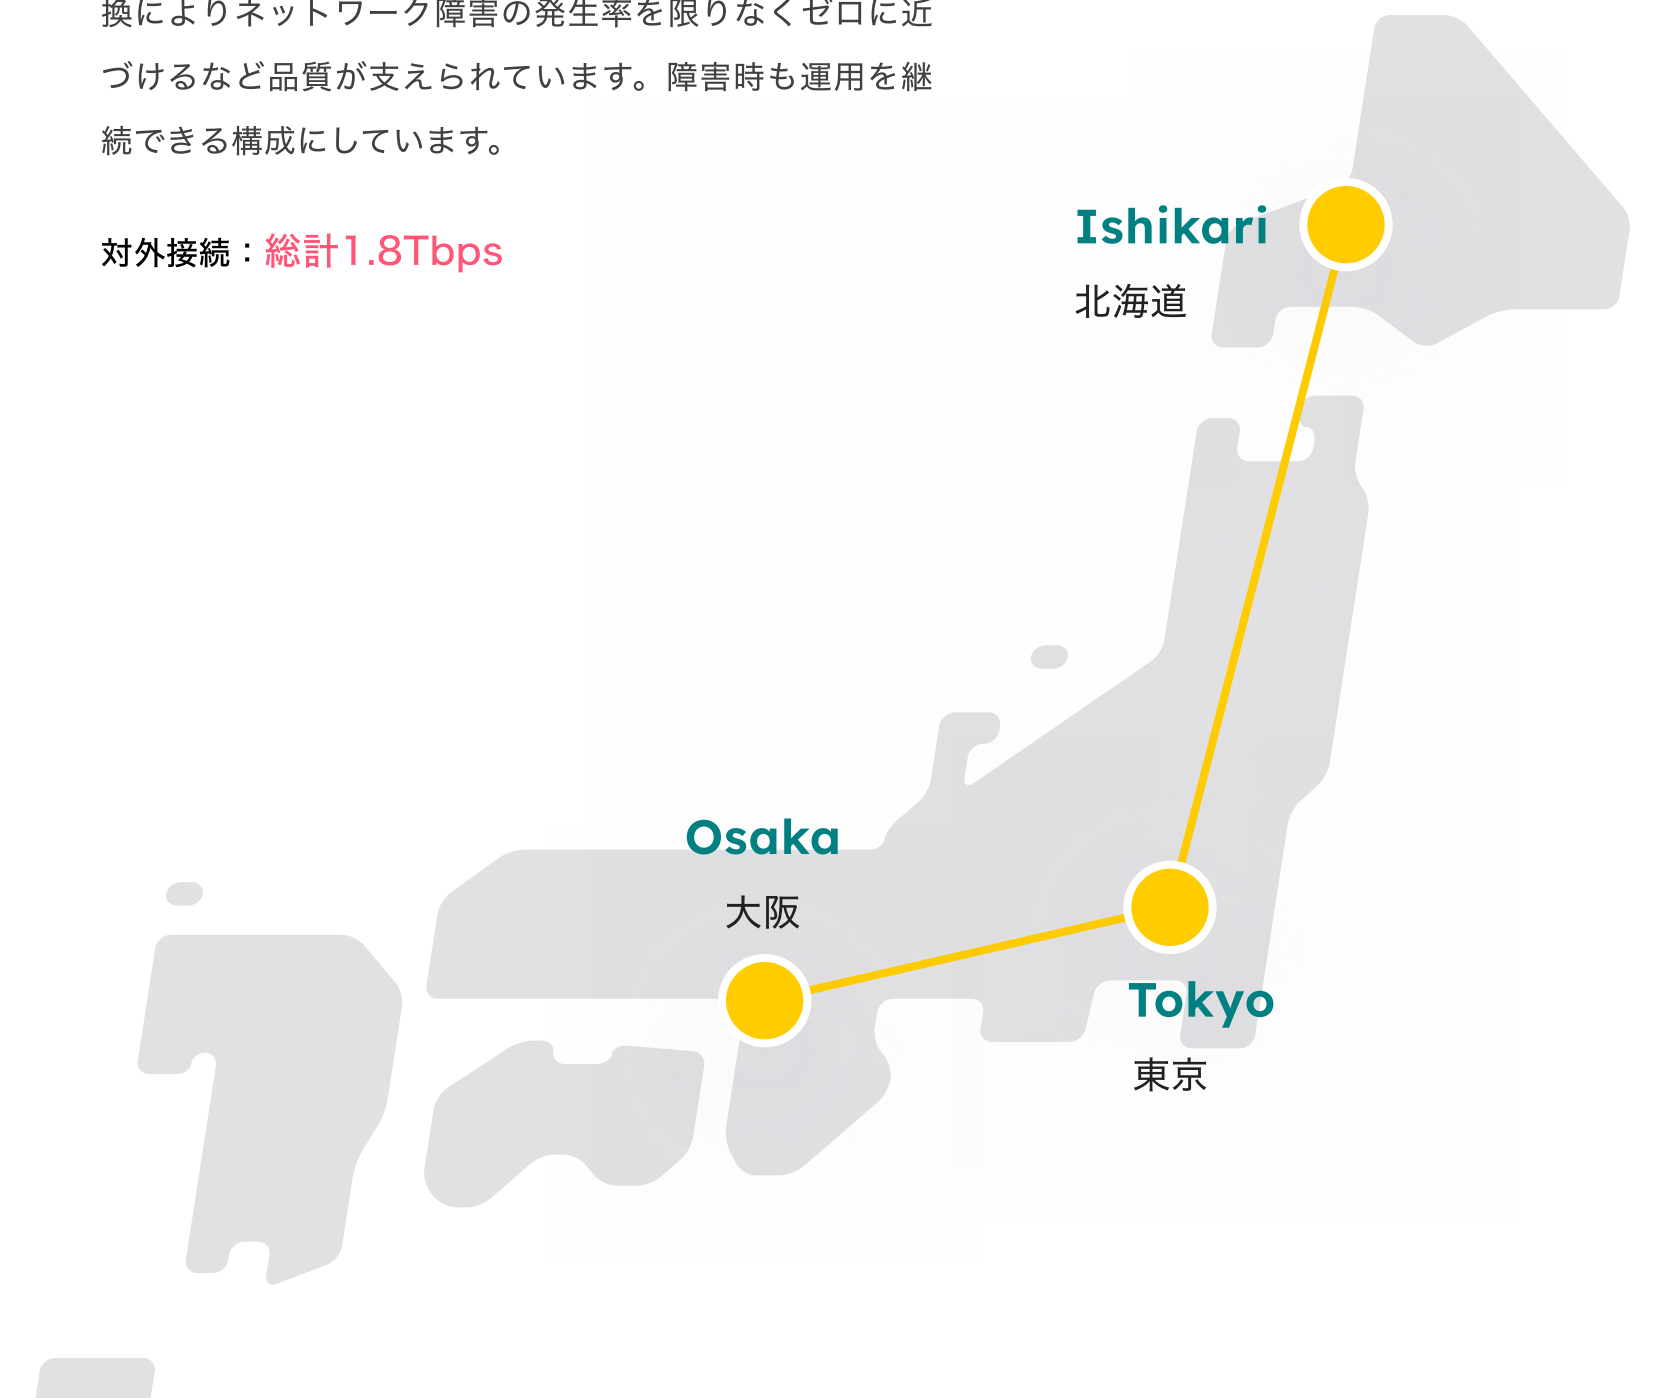 換によりネットワーク障害の発生率を限りなくゼロに近
づけるなど品質が支えられています。障害時も運用を継
続できる構成にしています。
対外接続：総計1.8Tbps
Ishikari
北海道
Osaka
大阪
Tokyo
東京